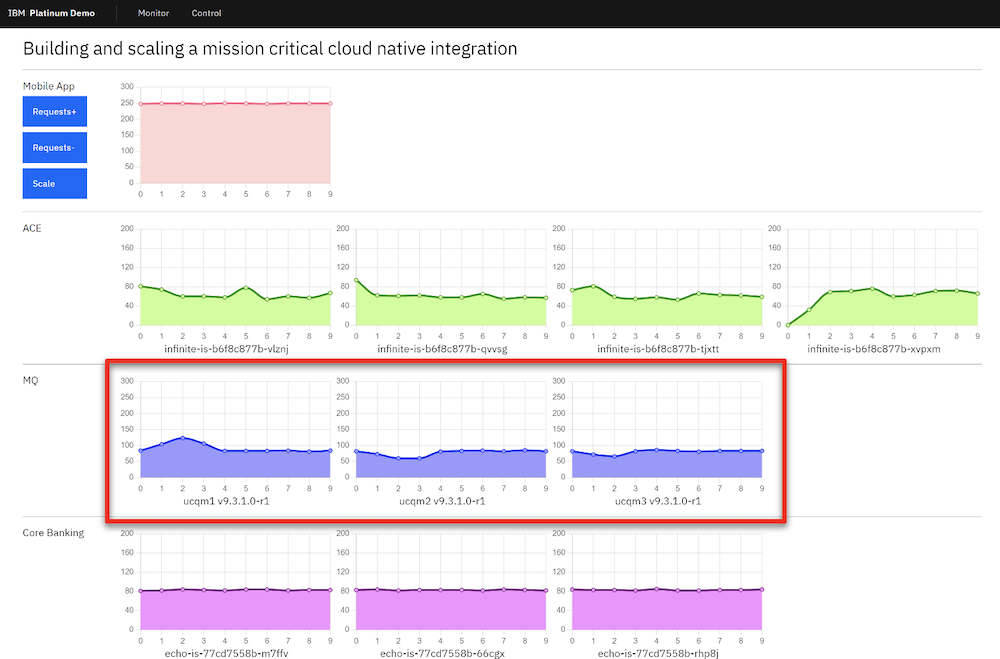 IBM Platinum Demo Monitor Control
Building and scaling a mission critical cloud native integration
Mobile App
Requests+
Requests-
Scale
300
250
200
150
100
50
0
0 1 2 3 4 5 6 7 8 9
ACE
200
160
120
80
40
0
0 1 2 3 4 5 6 7 8 9
infinite-is-b6f8c877b-vlznj
200
160
120
80
40
0
0 1 2 3 4 5 6 7 8 9
infinite-is-b6f8c877b-qvvsg
200
160
120
80
40
0
0 1 2 3 4 5 6 7 8 9
infinite-is-b6f8c877b-tjxtt
200
160
120
80
40
0
0 1 2 3 4 5 6 7 8 9
infinite-is-b6f8c877b-xvpxm
MQ
300
250
200
150
100
50
0
0 1 2 3 4 5 6 7 8 9
ucqm1 v9.3.1.0-r1
300
250
200
150
100
50
0
0 1 2 3 4 5 6 7 8 9
ucqm2 v9.3.1.0-r1
300
250
200
150
100
50
0
0 1 2 3 4 5 6 7 8 9
ucqm3 v9.3.1.0-r1
Core Banking
200
160
120
80
40
0
0 1 2 3 4 5 6 7 8 9
echo-is-77cd7558b-m7ffv
200
160
120
80
40
0
0 1 2 3 4 5 6 7 8 9
echo-is-77cd7558b-66cgx
200
160
120
80
40
0
0 1 2 3 4 5 6 7 8 9
echo-is-77cd7558b-rhp8j